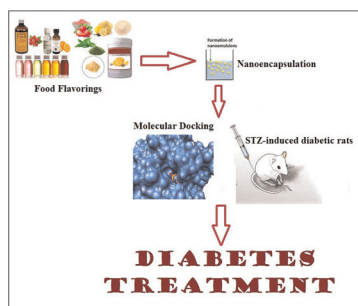 Formation of
nanoemulsions
Food Flavorings
Nanoencapsulation
Molecular Docking
STZ-induced diabetic rats
DIABETES
TREATMENT